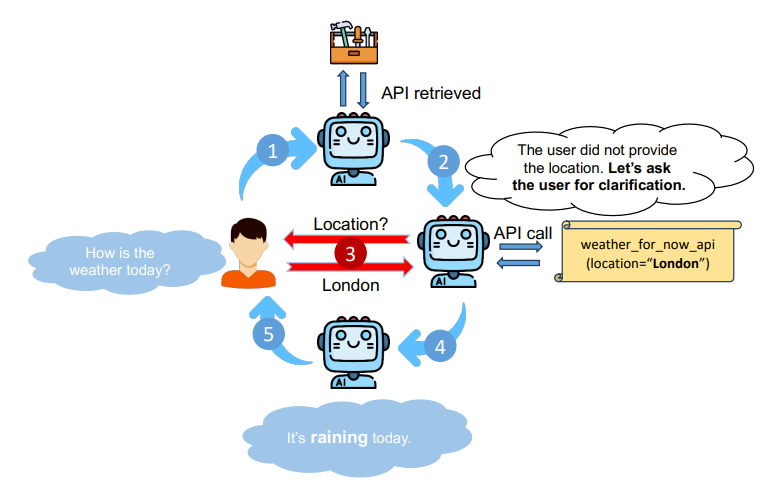 API retrieved
AI
1
2
The user did not provide
the location. Let's ask
the user for clarification.
How is the
weather today?
Location?
3
London
AI
API call
weather_for_now_api
(location=“London”)
5
4
AI
It's raining today.